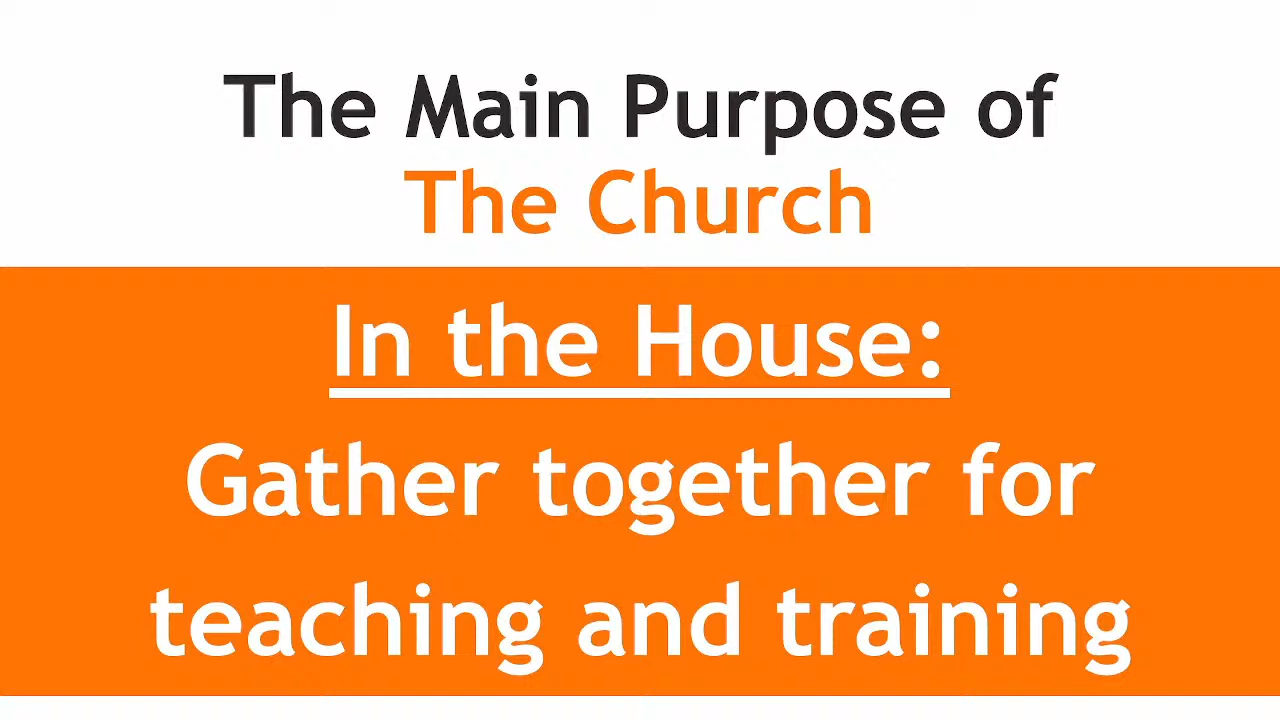 The Main Purpose of
The Church
In the House:
Gather together for
teaching and training